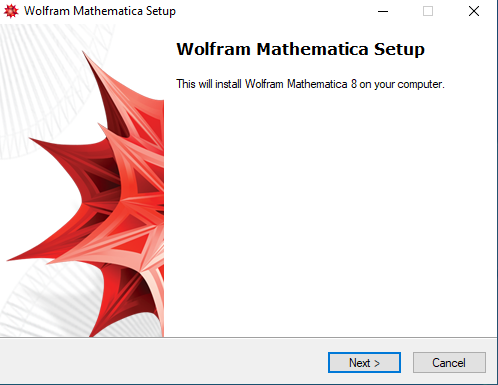 Wolfram Mathematica Setup
Wolfram Mathematica Setup
This will install Wolfram Mathematica 8 on your computer.
Next > Cancel